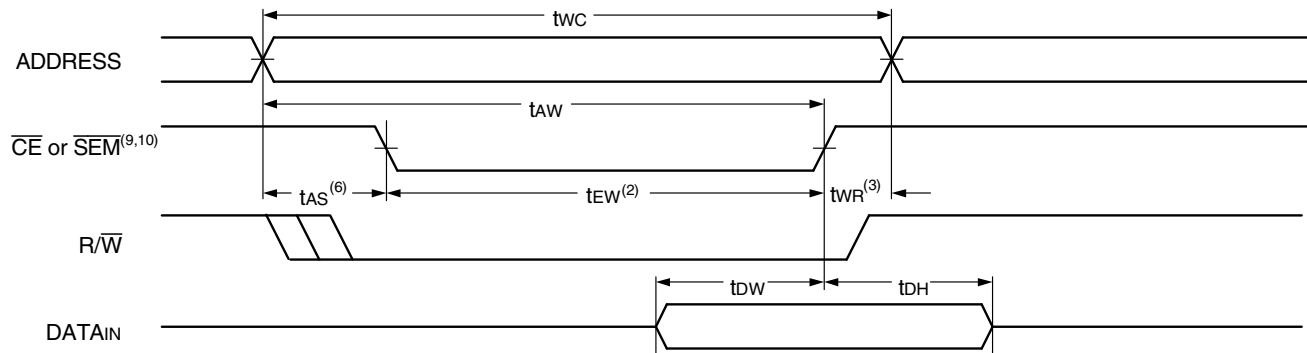 tWC
ADDRESS
tAW
CE or SEM(9,10)
tAS(6)
tEW(2)
tWR(3)
R/W
tDW
tDH
DATAIN